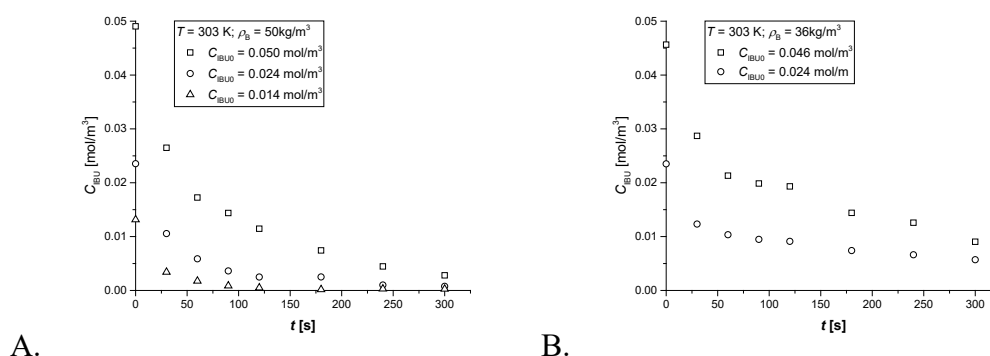 T = 303 K; ρB = 50kg/m3
CIBU0 = 0.050 mol/m3
CIBU0 = 0.024 mol/m3
CIBU0 = 0.014 mol/m3
CIBU [mol/m3]
0.05
0.04
0.03
0.02
0.01
0.00
0 50 100 150 200 250 300
t [s]
A.
T = 303 K; ρB = 36kg/m3
CIBU0 = 0.046 mol/m3
CIBU0 = 0.024 mol/m
CIBU [mol/m3]
0.05
0.04
0.03
0.02
0.01
0.00
0 50 100 150 200 250 300
t [s]
B.